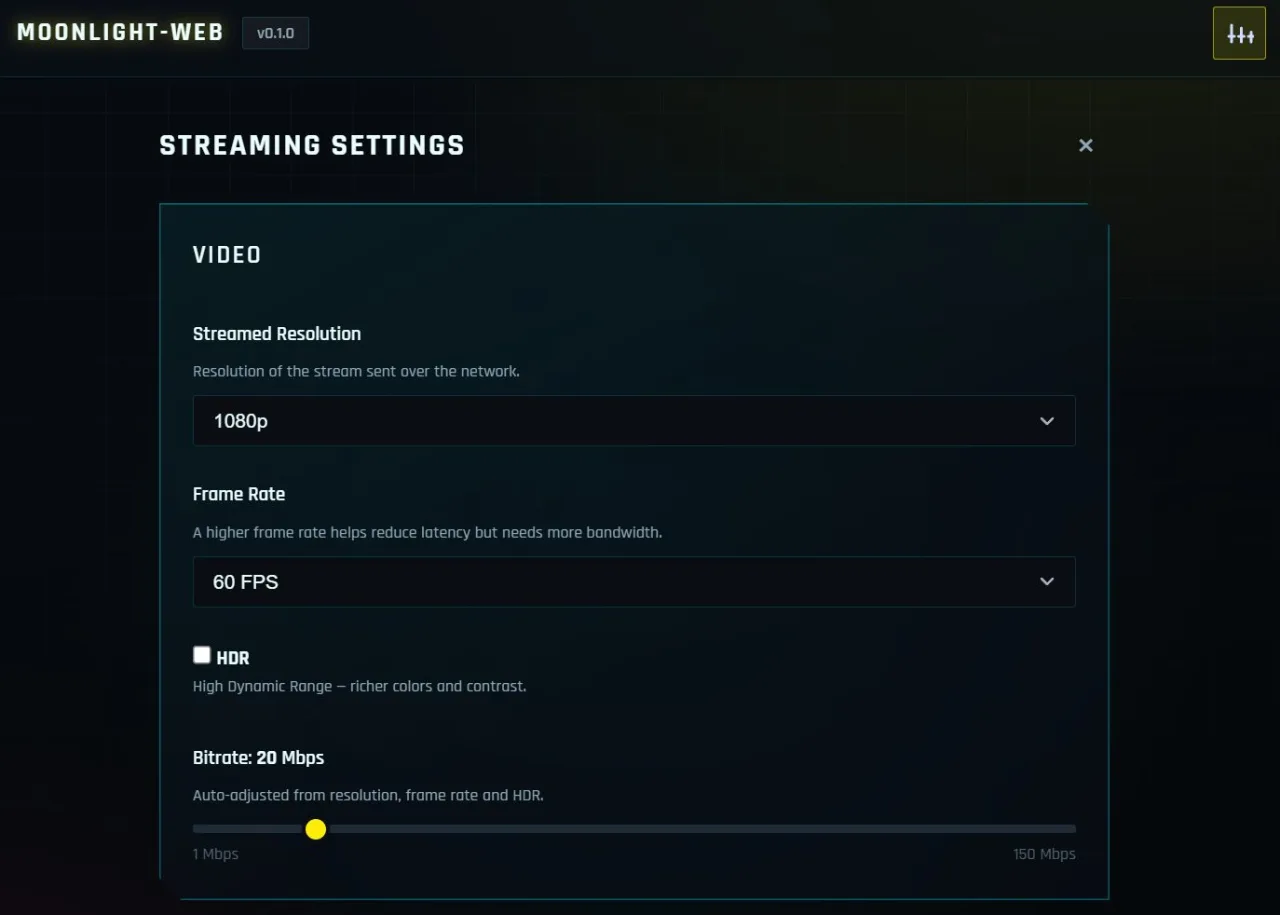 MOONLIGHT-WEB v0.1.0
STREAMING SETTINGS ×
VIDEO
Streamed Resolution
Resolution of the stream sent over the network.
1080p
Frame Rate
A higher frame rate helps reduce latency but needs more bandwidth.
60 FPS
HDR
High Dynamic Range – richer colors and contrast.
Bitrate: 20 Mbps
Auto-adjusted from resolution, frame rate and HDR.
1 Mbps 150 Mbps